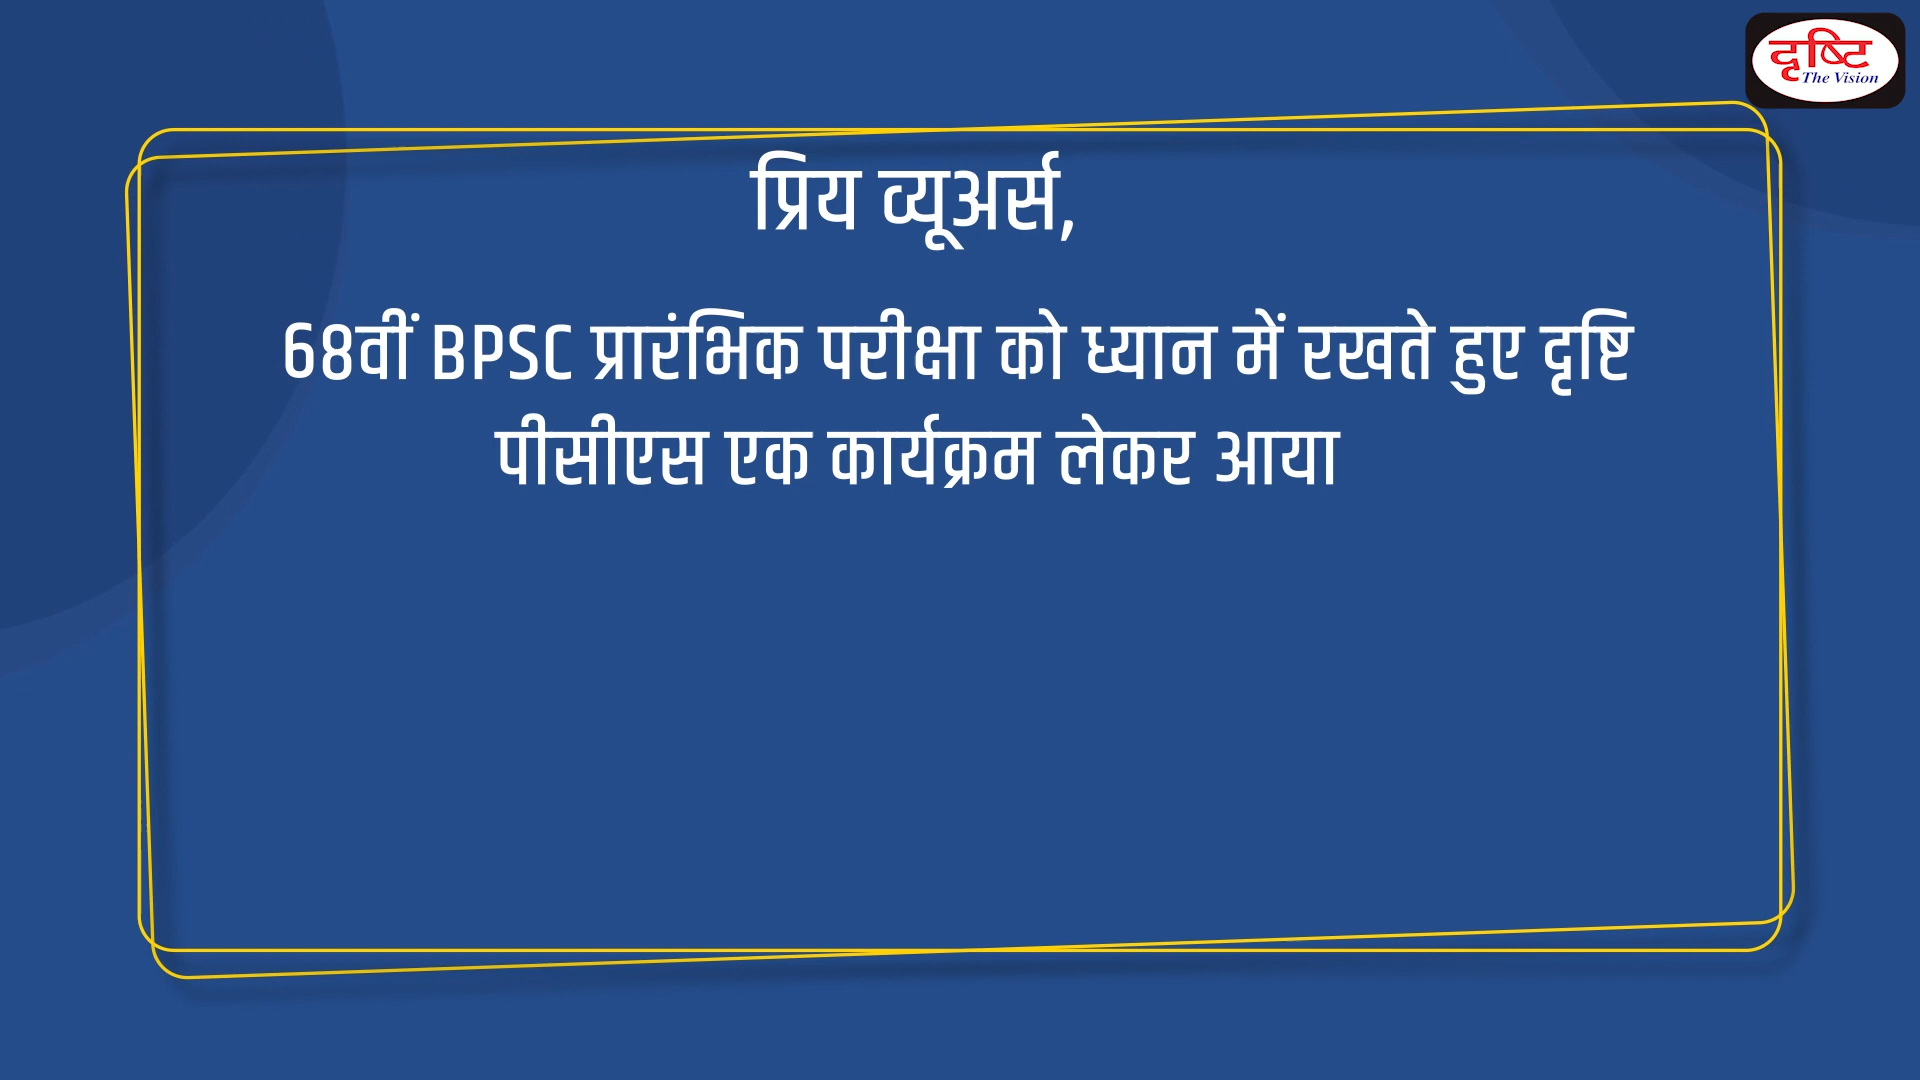 दृष्टि
The Vision
प्रिय व्यूअर्स,
68वीं BPSC प्रारंभिक परीक्षा को ध्यान में रखते हुए दृष्टि
पीसीएस एक कार्यक्रम लेकर आया